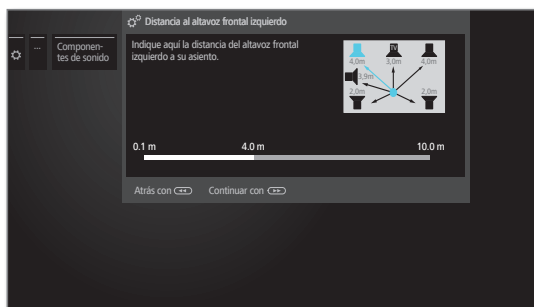 Distancia al altavoz frontal izquierdo
...
Componen-
tes de sonido
Indique aquí la distancia del altavoz frontal
izquierdo a su asiento.
TV
4,0m 3,0m 4,0m
3,9m
2,0m 2,0m
0.1 m 4.0 m 10.0 m
Atrás con Continuar con